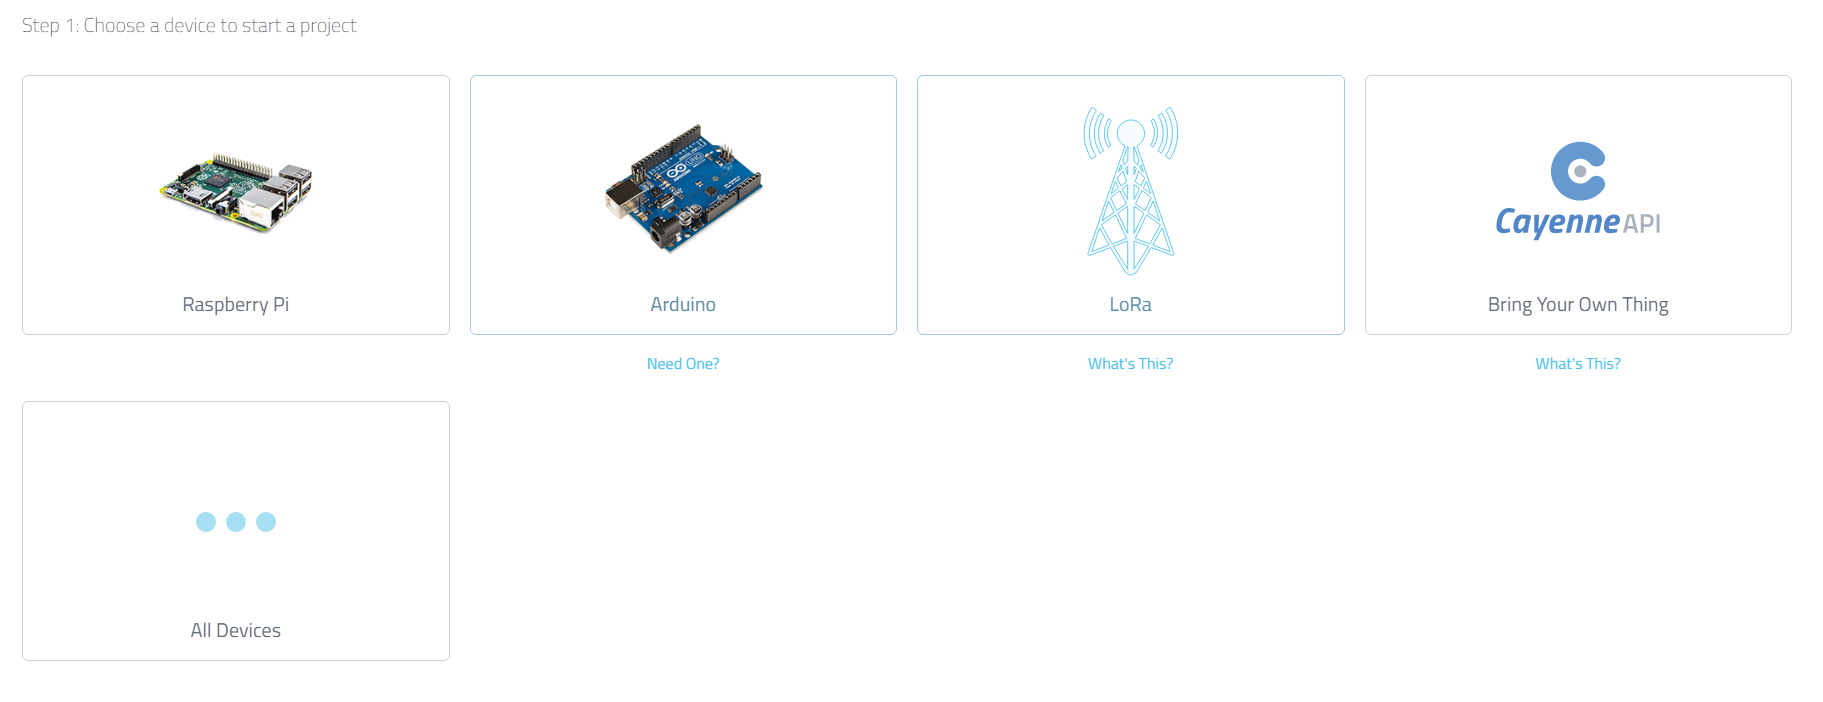 Step 1: Choose a device to start a project
Raspberry Pi
UNO
Arduino
Need One?
LoRa
What's This?
Cayenne API
Bring Your Own Thing
What's This?
All Devices